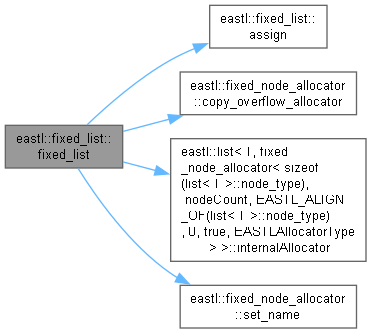 eastl::fixed_list::
assign
eastl::fixed_node_allocator
::copy_overflow_allocator
eastl::fixed_list::
fixed_list
eastl::list< T, fixed
_node_allocator< sizeof
(list< T >::node_type),
nodeCount, EASTL_ALIGN
_OF(list< T >::node_type)
, 0, true, EASTLAllocatorType
> >::internalAllocator
eastl::fixed_node_allocator
::set_name